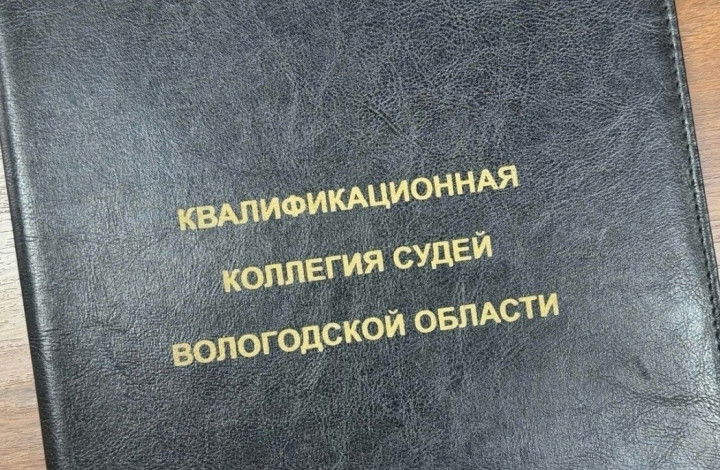 КВАЛИФИКАЦИОННАЯ
КОЛЛЕГИЯ СУДЕЙ
ВОЛОГОДСКОЙ ОБЛАСТИ